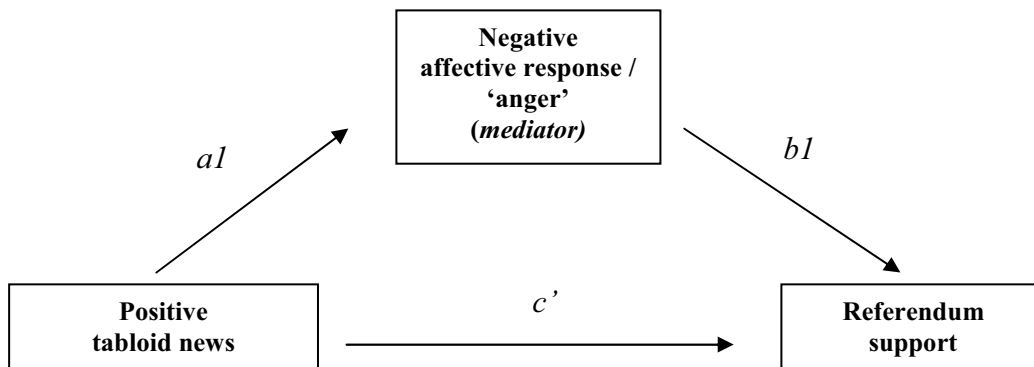 Negative
affective response /
‘anger’
(mediator)
a1
b1
Positive
tabloid news
c’
Referendum
support